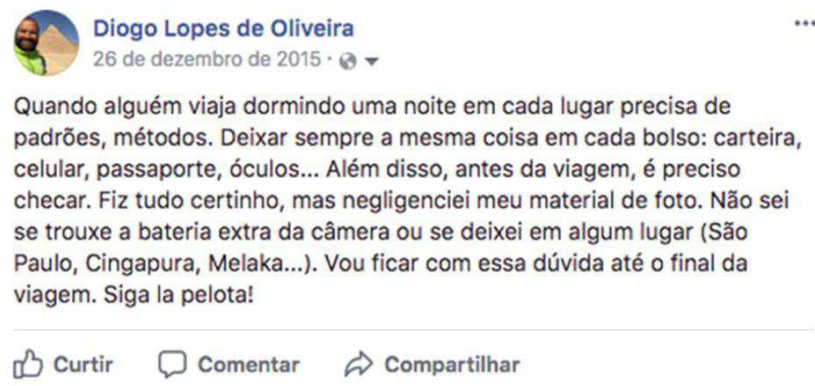 Diogo Lopes de Oliveira
26 de dezembro de 2015 ·
Quando alguém viaja dormindo uma noite em cada lugar precisa de
padrões, métodos. Deixar sempre a mesma coisa em cada bolso: carteira,
celular, passaporte, óculos... Além disso, antes da viagem, é preciso
checar. Fiz tudo certinho, mas negligenciei meu material de foto. Não sei
se trouxe a bateria extra da câmera ou se deixei em algum lugar (São
Paulo, Cingapura, Melaka...). Vou ficar com essa dúvida até o final da
viagem. Siga la pelota!
Curtir Comentar Compartilhar